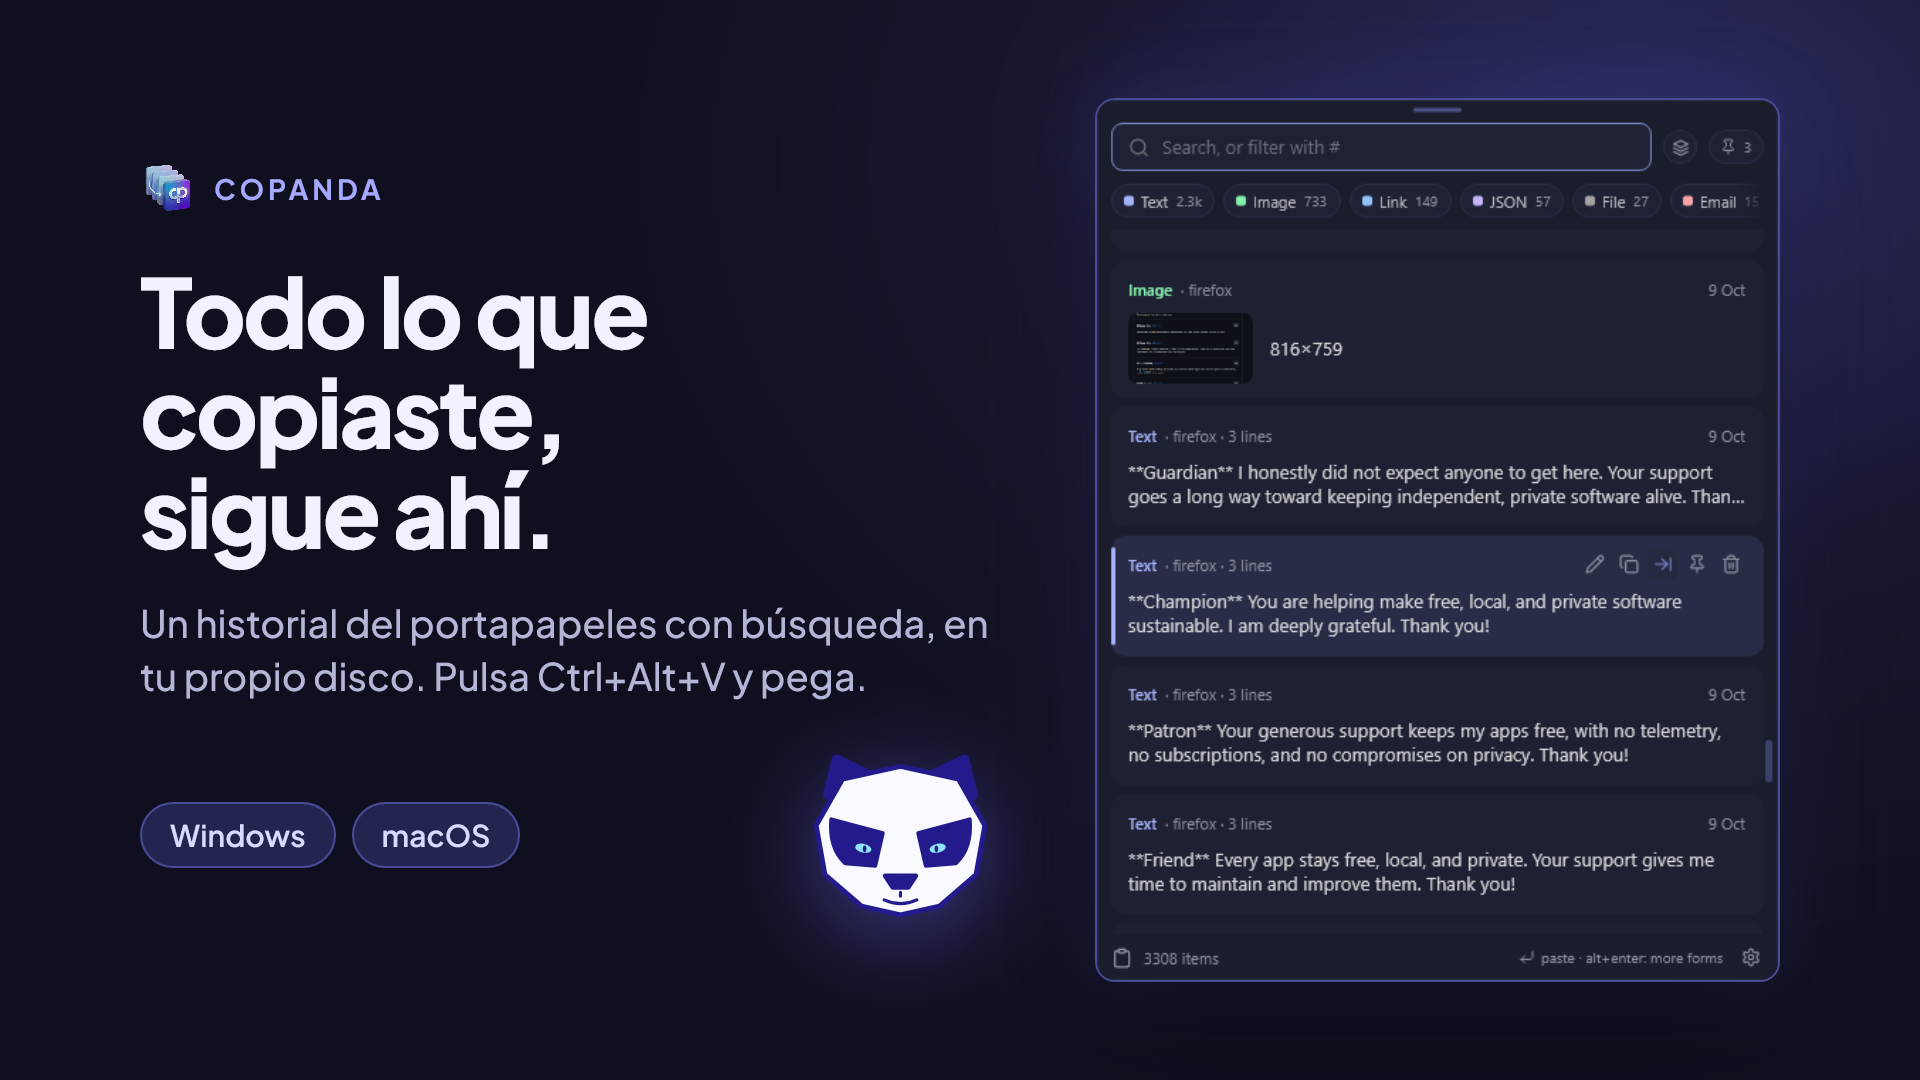 COPANDA
Todo lo que
copiaste,
sigue ahí.
Un historial del portapapeles con búsqueda, en
tu propio disco. Pulsa Ctrl+Alt+V y pega.
Windows
macOS
Search, or filter with #
3
Text 2.3k
Image 733
Link 149
JSON 57
File 27
Email 15
Image · firefox
9 Oct
816×759
Text · firefox · 3 lines
9 Oct
**Guardian** I honestly did not expect anyone to get here. Your support
goes a long way toward keeping independent, private software alive. Than...
Text · firefox · 3 lines
**Champion** You are helping make free, local, and private software
sustainable. I am deeply grateful. Thank you!
Text · firefox · 3 lines
9 Oct
**Patron** Your generous support keeps my apps free, with no telemetry,
no subscriptions, and no compromises on privacy. Thank you!
Text · firefox · 3 lines
9 Oct
**Friend** Every app stays free, local, and private. Your support gives me
time to maintain and improve them. Thank you!
3308 items
paste · alt+enter: more forms